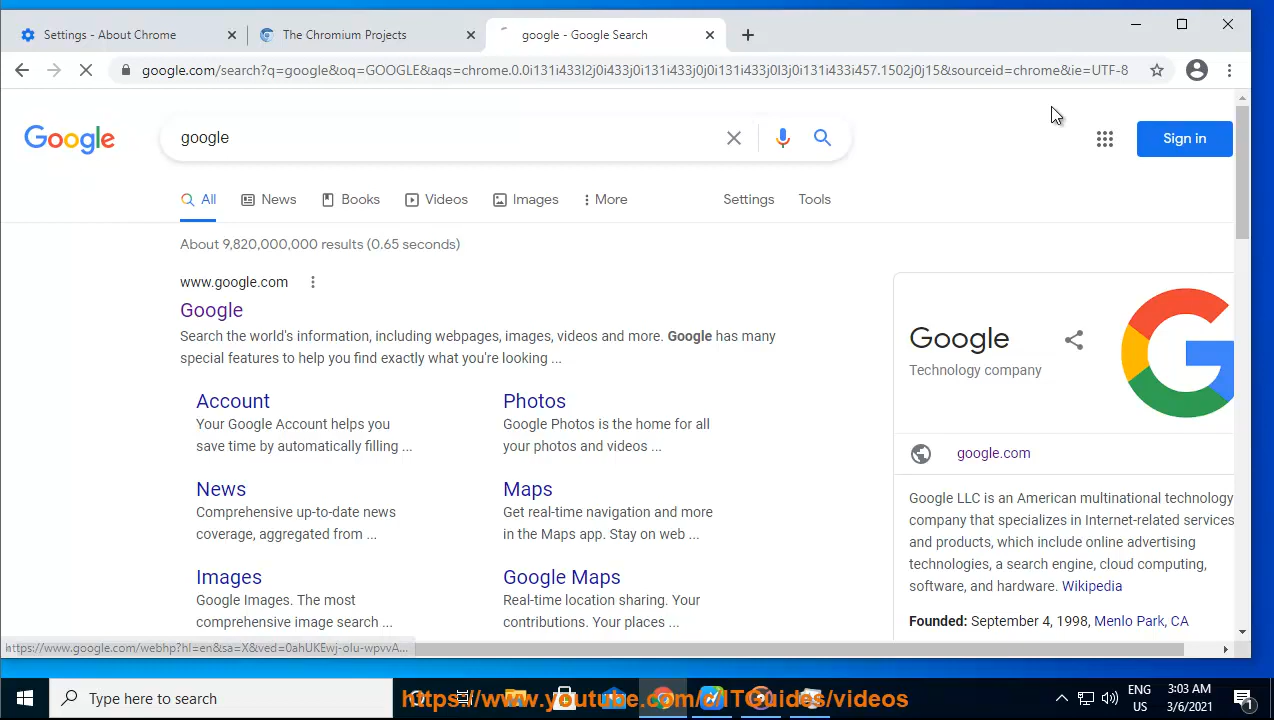 Settings - About Chrome
The Chromium Projects
google - Google Search
google.com/search?q=google&oq=GOOGLE&aqs=chrome.0.0i131i433l2j0i433j0i131i433j0j0i131i433j0l3j0i131i433i457.1502j0j15&sourceid=chrome&ie=UTF-8
Google
google
Sign in
All
News
Books
Videos
Images
More
Settings
Tools
About 9,820,000,000 results (0.65 seconds)
www.google.com
Google
Search the world's information, including webpages, images, videos and more. Google has many
special features to help you find exactly what you're looking ...
Account
Your Google Account helps you
save time by automatically filling ...
Photos
Google Photos is the home for all
your photos and videos ...
News
Comprehensive up-to-date news
coverage, aggregated from ...
Maps
Get real-time navigation and more
in the Maps app. Stay on web ...
Images
Google Images. The most
comprehensive image search ...
Google Maps
Real-time location sharing. Your
contributions. Your places ...
Google
Technology company
google.com
Google LLC is an American multinational technology
company that specializes in Internet-related services
and products, which include online advertising
technologies, a search engine, cloud computing,
software, and hardware. Wikipedia
Founded: September 4, 1998, Menlo Park, CA
https://www.google.com/webhp?hl=en&sa=X&ved=0ahUKEwj-olu-wpvvA...
Type here to search
https://www.youtube.com/c/ITGuides/videos
ENG
US
3:03 AM
3/6/2021
1